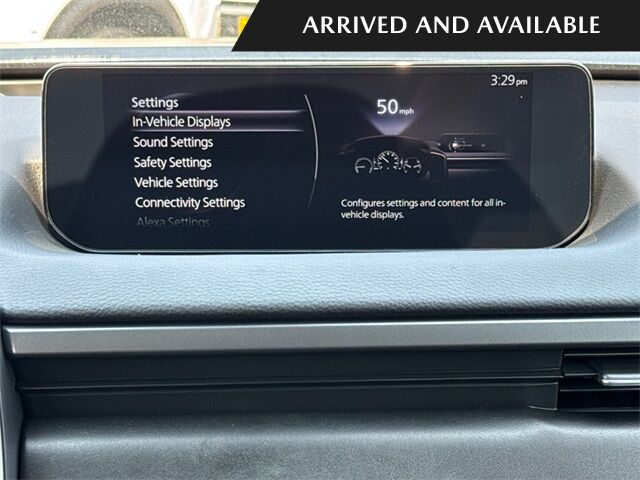 ARRIVED AND AVAILABLE
3:29 pm
Settings
In-Vehicle Displays
Sound Settings
Safety Settings
Vehicle Settings
Connectivity Settings
Alexa Settings
50 mph
Configures settings and content for all in-
vehicle displays.